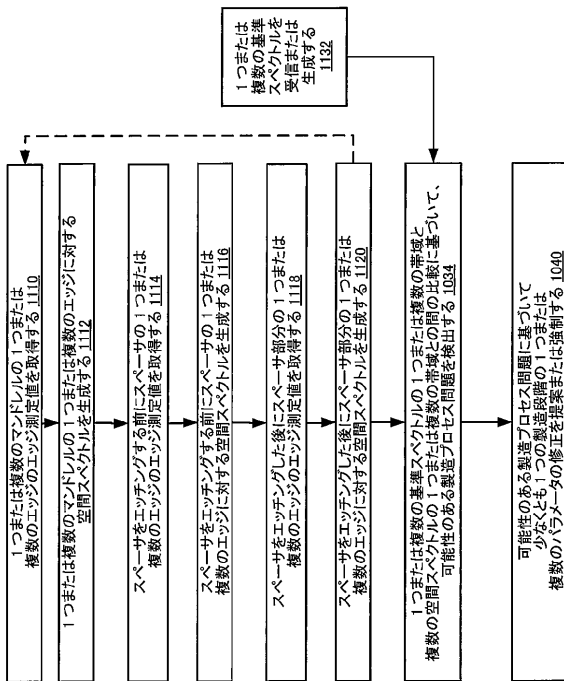 1つまたは複数のマンドレルの1つまたは
複数のエッジのエッジ測定値を取得する 1110
1つまたは複数のマンドレルの1つまたは複数のエッジに対する
空間スペクトルを生成する 1112
スペーサをエッチングする前にスペーサの1つまたは
複数のエッジのエッジ測定値を取得する 1114
スペーサをエッチングする前にスペーサの1つまたは
複数のエッジに対する空間スペクトルを生成する 1116
スペーサをエッチングした後にスペーサ部分の1つまたは
複数のエッジのエッジ測定値を取得する 1118
スペーサをエッチングした後にスペーサ部分の1つまたは
複数のエッジに対する空間スペクトルを生成する 1120
1つまたは
複数の基準
スペクトルを
受信または
生成する
1132
1つまたは複数の基準スペクトルの1つまたは複数の帯域と
複数の空間スペクトルの1つまたは複数の帯域との間の比較に基づいて、
可能性のある製造プロセス問題を検出する 1034
可能性のある製造プロセス問題に基づいて
少なくとも1つの製造段階の1つまたは
複数のパラメータの修正を提案または強制する 1040